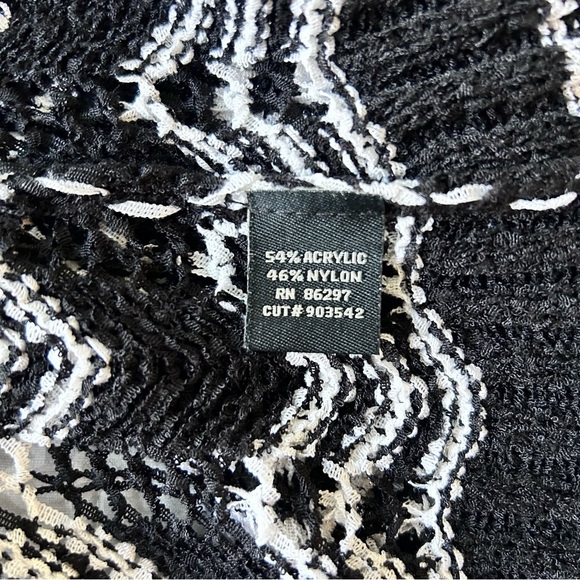 54% ACRYLIC
46% NYLON
RN 86297
CUT# 903542